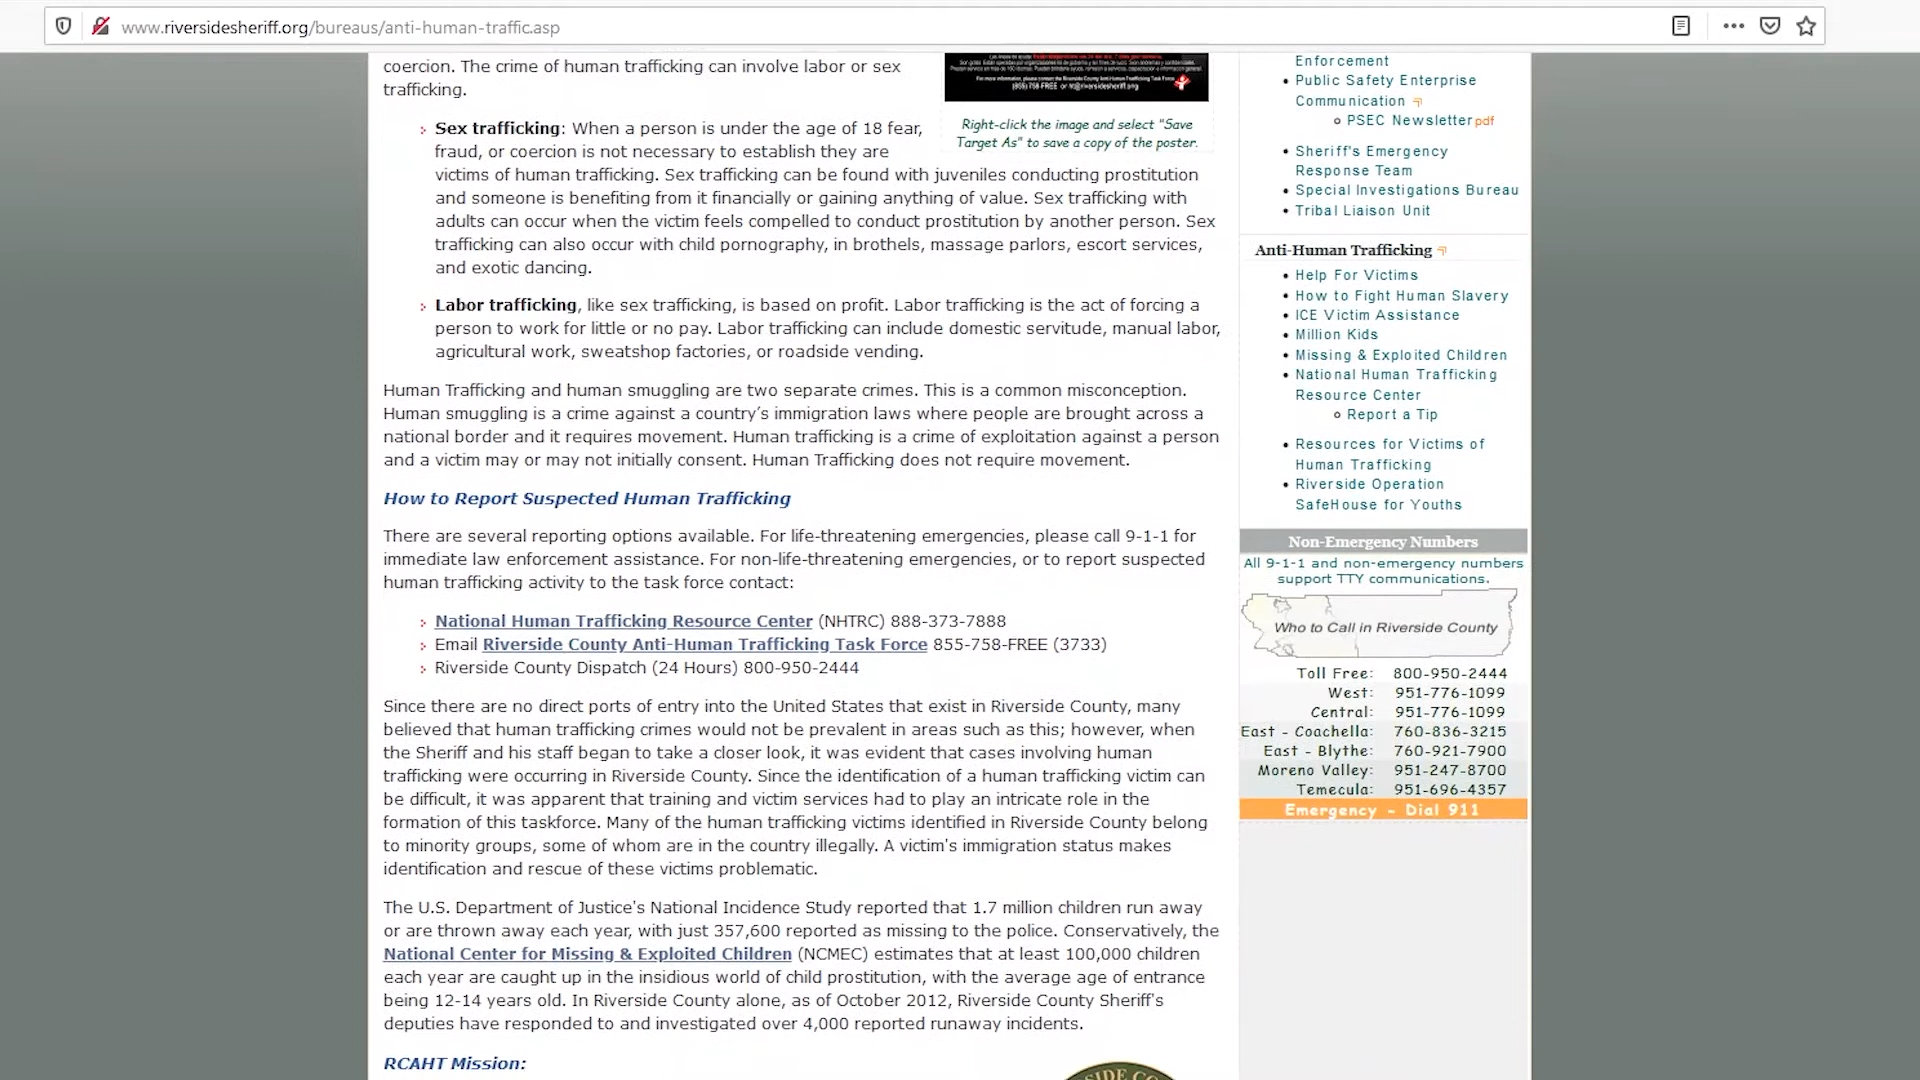 www.riversidesheriff.org/bureaus/anti-human-traffic.asp
coercion. The crime of human trafficking can involve labor or sex
trafficking.
Sex trafficking: When a person is under the age of 18 fear,
fraud, or coercion is not necessary to establish they are
victims of human trafficking. Sex trafficking can be found with juveniles conducting prostitution
and someone is benefiting from it financially or gaining anything of value. Sex trafficking with
adults can occur when the victim feels compelled to conduct prostitution by another person. Sex
trafficking can also occur with child pornography, in brothels, massage parlors, escort services,
and exotic dancing.
Labor trafficking, like sex trafficking, is based on profit. Labor trafficking is the act of forcing a
person to work for little or no pay. Labor trafficking can include domestic servitude, manual labor,
agricultural work, sweatshop factories, or roadside vending.
Human Trafficking and human smuggling are two separate crimes. This is a common misconception.
Human smuggling is a crime against a country’s immigration laws where people are brought across a
national border and it requires movement. Human trafficking is a crime of exploitation against a person
and a victim may or may not initially consent. Human Trafficking does not require movement.
How to Report Suspected Human Trafficking
There are several reporting options available. For life-threatening emergencies, please call 9-1-1 for
immediate law enforcement assistance. For non-life-threatening emergencies, or to report suspected
human trafficking activity to the task force contact:
National Human Trafficking Resource Center (NHTRC) 888-373-7888
Email Riverside County Anti-Human Trafficking Task Force 855-758-FREE (3733)
Riverside County Dispatch (24 Hours) 800-950-2444
Since there are no direct ports of entry into the United States that exist in Riverside County, many
believed that human trafficking crimes would not be prevalent in areas such as this; however, when
the Sheriff and his staff began to take a closer look, it was evident that cases involving human
trafficking were occurring in Riverside County. Since the identification of a human trafficking victim can
be difficult, it was apparent that training and victim services had to play an intricate role in the
formation of this taskforce. Many of the human trafficking victims identified in Riverside County belong
to minority groups, some of whom are in the country illegally. A victim's immigration status makes
identification and rescue of these victims problematic.
The U.S. Department of Justice's National Incidence Study reported that 1.7 million children run away
or are thrown away each year, with just 357,600 reported as missing to the police. Conservatively, the
National Center for Missing & Exploited Children (NCMEC) estimates that at least 100,000 children
each year are caught up in the insidious world of child prostitution, with the average age of entrance
being 12-14 years old. In Riverside County alone, as of October 2012, Riverside County Sheriff's
deputies have responded to and investigated over 4,000 reported runaway incidents.
RCAHT Mission:
For more information, please contact the Riverside County Anti-Human Trafficking Task Force
(855) 758-FREE or ht@riversidesheriff.org
Right-click the image and select "Save
Target As" to save a copy of the poster.
Enforcement
Public Safety Enterprise
Communication
PSEC Newsletter pdf
Sheriff's Emergency
Response Team
Special Investigations Bureau
Tribal Liaison Unit
Anti-Human Trafficking
Help For Victims
How to Fight Human Slavery
ICE Victim Assistance
Million Kids
Missing & Exploited Children
National Human Trafficking
Resource Center
Report a Tip
Resources for Victims of
Human Trafficking
Riverside Operation
SafeHouse for Youths
Non-Emergency Numbers
All 9-1-1 and non-emergency numbers
support TTY communications.
Who to Call in Riverside County
Toll Free: 800-950-2444
West: 951-776-1099
Central: 951-776-1099
East - Coachella: 760-836-3215
East - Blythe: 760-921-7900
Moreno Valley: 951-247-8700
Temecula: 951-696-4357
Emergency - Dial 911